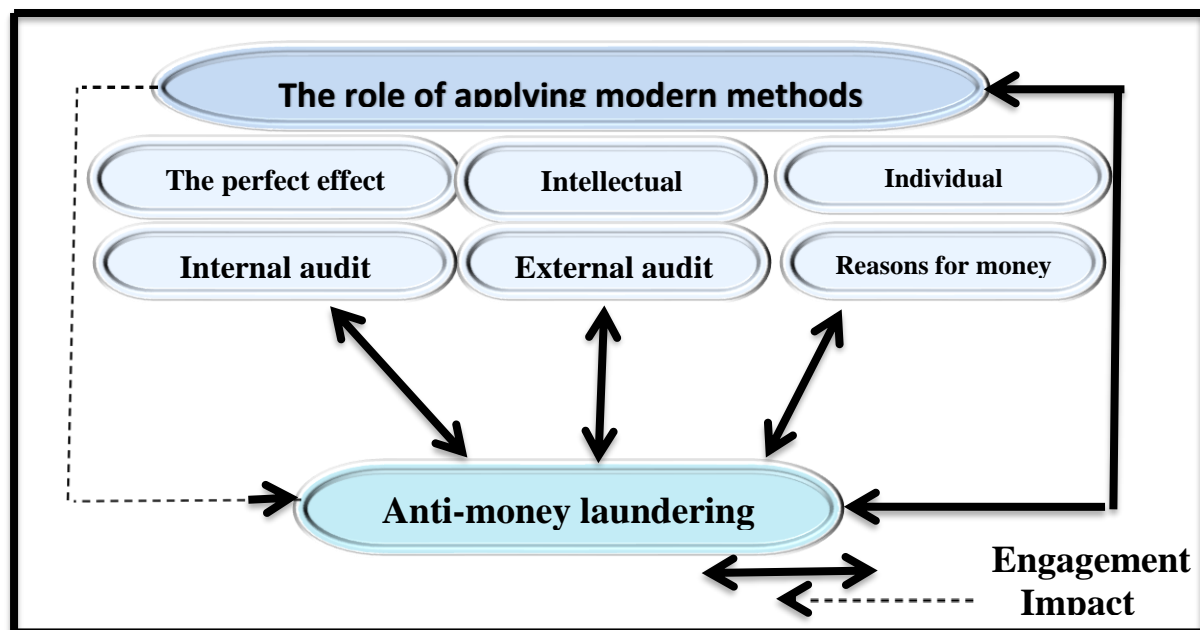 The role of applying modern methods
The perfect effect
Intellectual
Individual
Internal audit
External audit
Reasons for money
Anti-money laundering
Engagement
Impact